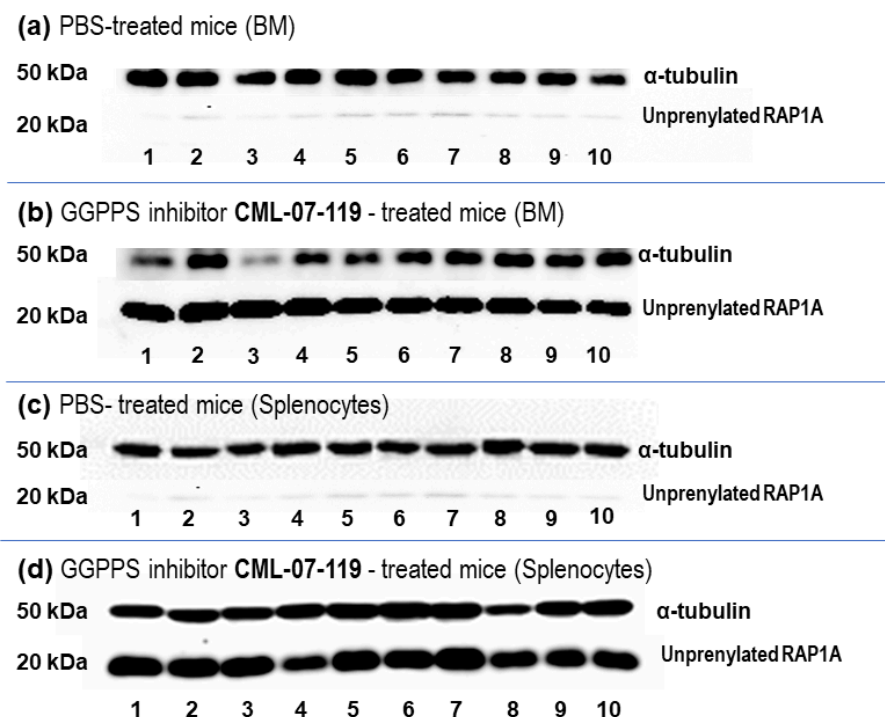 (a) PBS-treated mice (BM)
50 kDa α-tubulin
Unprenylated RAP1A
20 kDa
1 2 3 4 5 6 7 8 9 10
(b) GGPPS inhibitor CML-07-119 - treated mice (BM)
50 kDa α-tubulin
20 kDa Unprenylated RAP1A
1 2 3 4 5 6 7 8 9 10
(c) PBS- treated mice (Splenocytes)
50 kDa α-tubulin
20 kDa Unprenylated RAP1A
1 2 3 4 5 6 7 8 9 10
(d) GGPPS inhibitor CML-07-119 - treated mice (Splenocytes)
50 kDa α-tubulin
20 kDa Unprenylated RAP1A
1 2 3 4 5 6 7 8 9 10